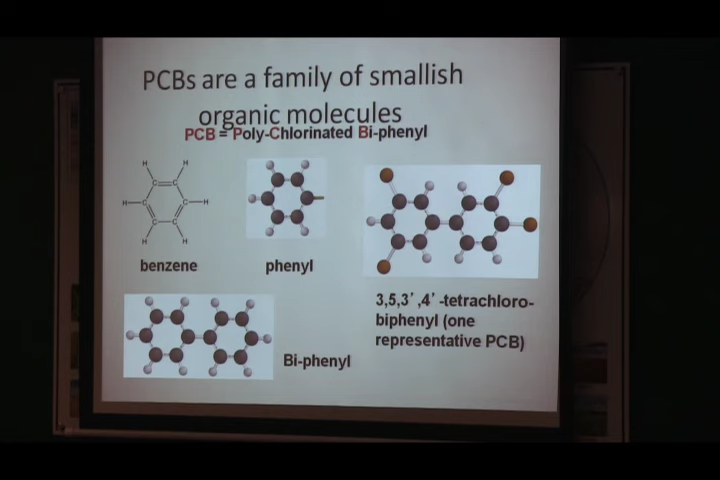 PCBs are a family of smallish
organic molecules
PCB = Poly-Chlorinated Bi-phenyl
H H
C=C
H C C H
C C
H H
benzene
phenyl
3,5,3’,4’-tetrachloro-
biphenyl (one
representative PCB)
Bi-phenyl